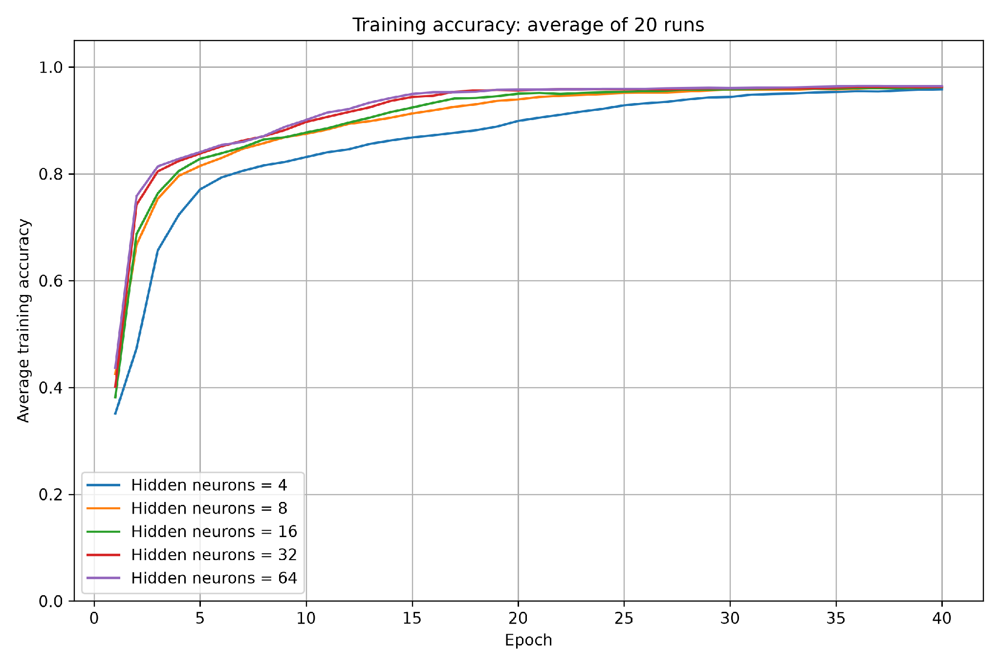 Training accuracy: average of 20 runs
1.0
0.8
0.6
0.4
0.2
0.0
Average training accuracy
Hidden neurons = 4
Hidden neurons = 8
Hidden neurons = 16
Hidden neurons = 32
Hidden neurons = 64
0 5 10 15 20 25 30 35 40
Epoch